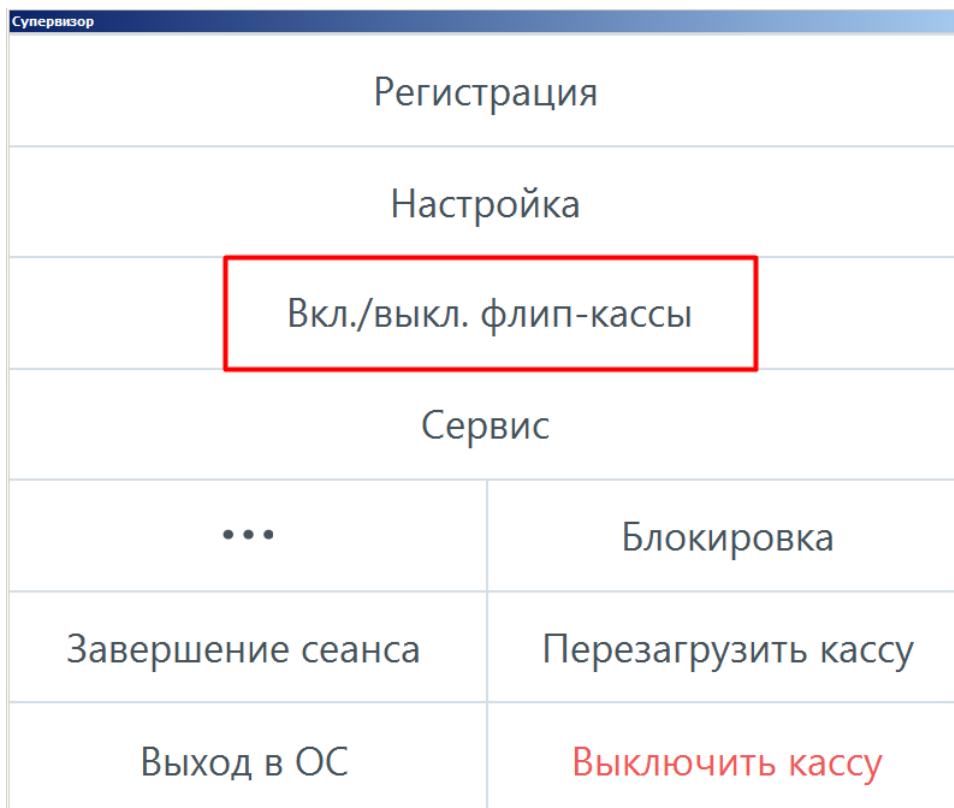 Супервизор
Регистрация
Настройка
Вкл./выкл. флип-кассы
Сервис
•••
Блокировка
Завершение сеанса
Перезагрузить кассу
Выход в ОС
Выключить кассу